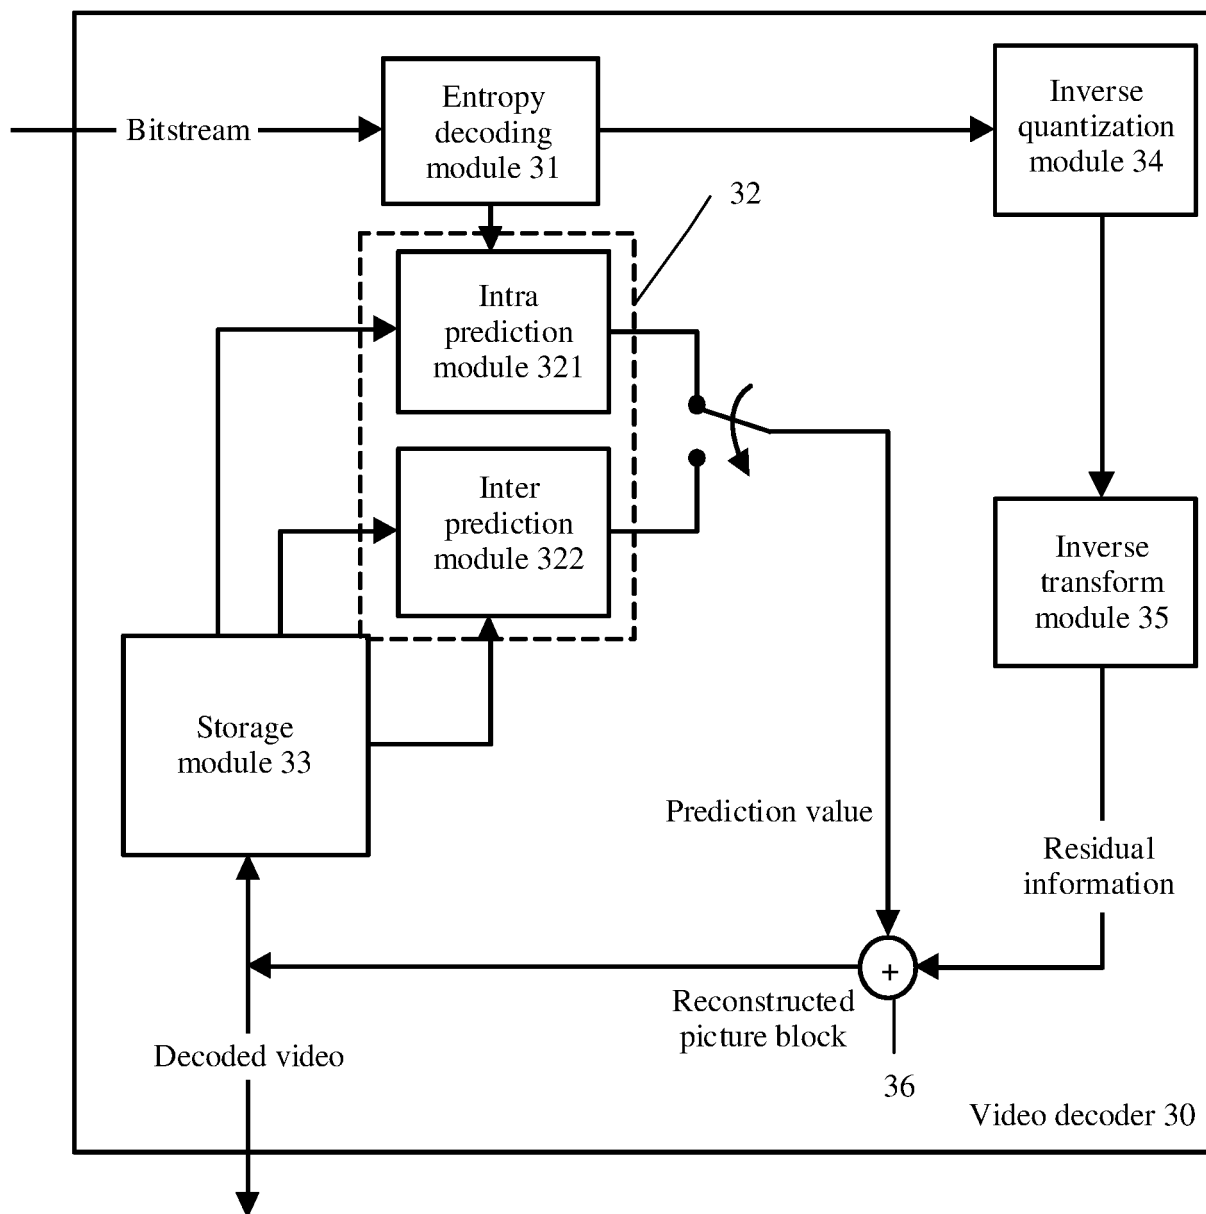 Bitstream
Entropy
decoding
module 31
Inverse
quantization
module 34
32
Intra
prediction
module 321
Inter
prediction
module 322
Inverse
transform
module 35
Storage
module 33
Prediction value
Residual
information
+
Reconstructed
picture block
Decoded video
36
Video decoder 30